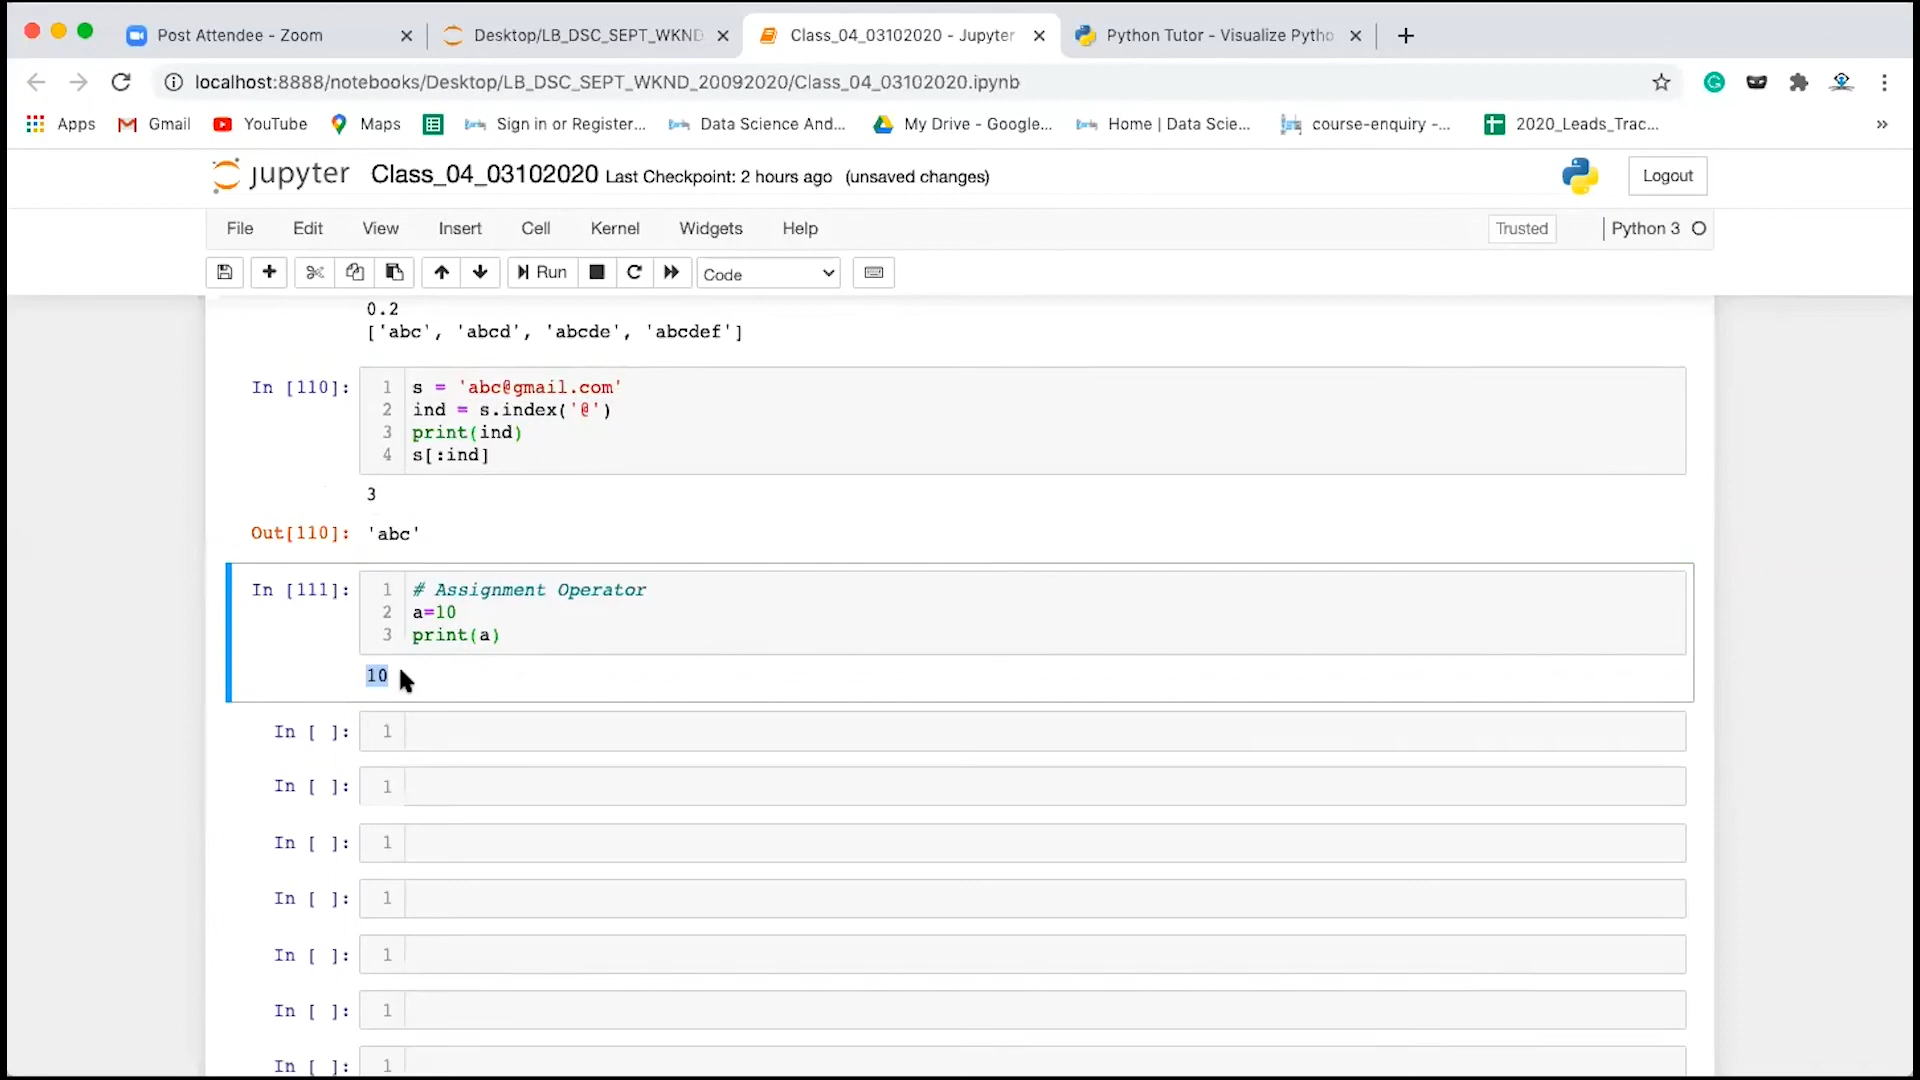 Post Attendee - Zoom
Desktop/LB_DSC_SEPT_WKND
Class_04_03102020 - Jupyter
Python Tutor - Visualize Pytho
localhost:8888/notebooks/Desktop/LB_DSC_SEPT_WKND_20092020/Class_04_03102020.ipynb
Apps Gmail YouTube Maps Sign in or Register... Data Science And... My Drive - Google... Home | Data Scie... course-enquiry -... 2020_Leads_Trac... »
jupyter Class_04_03102020 Last Checkpoint: 2 hours ago (unsaved changes) Logout
File Edit View Insert Cell Kernel Widgets Help Trusted Python 3
Run Code
0.2
['abc', 'abcd', 'abcde', 'abcdef']
In [110]: 1 s = 'abc@gmail.com'
2 ind = s.index('@')
3 print(ind)
4 s[:ind]
3
Out[110]: 'abc'
In [111]: 1 # Assignment Operator
2 a=10
3 print(a)
10
In [ ]: 1
In [ ]: 1
In [ ]: 1
In [ ]: 1
In [ ]: 1
In [ ]: 1
In [ ]: 1